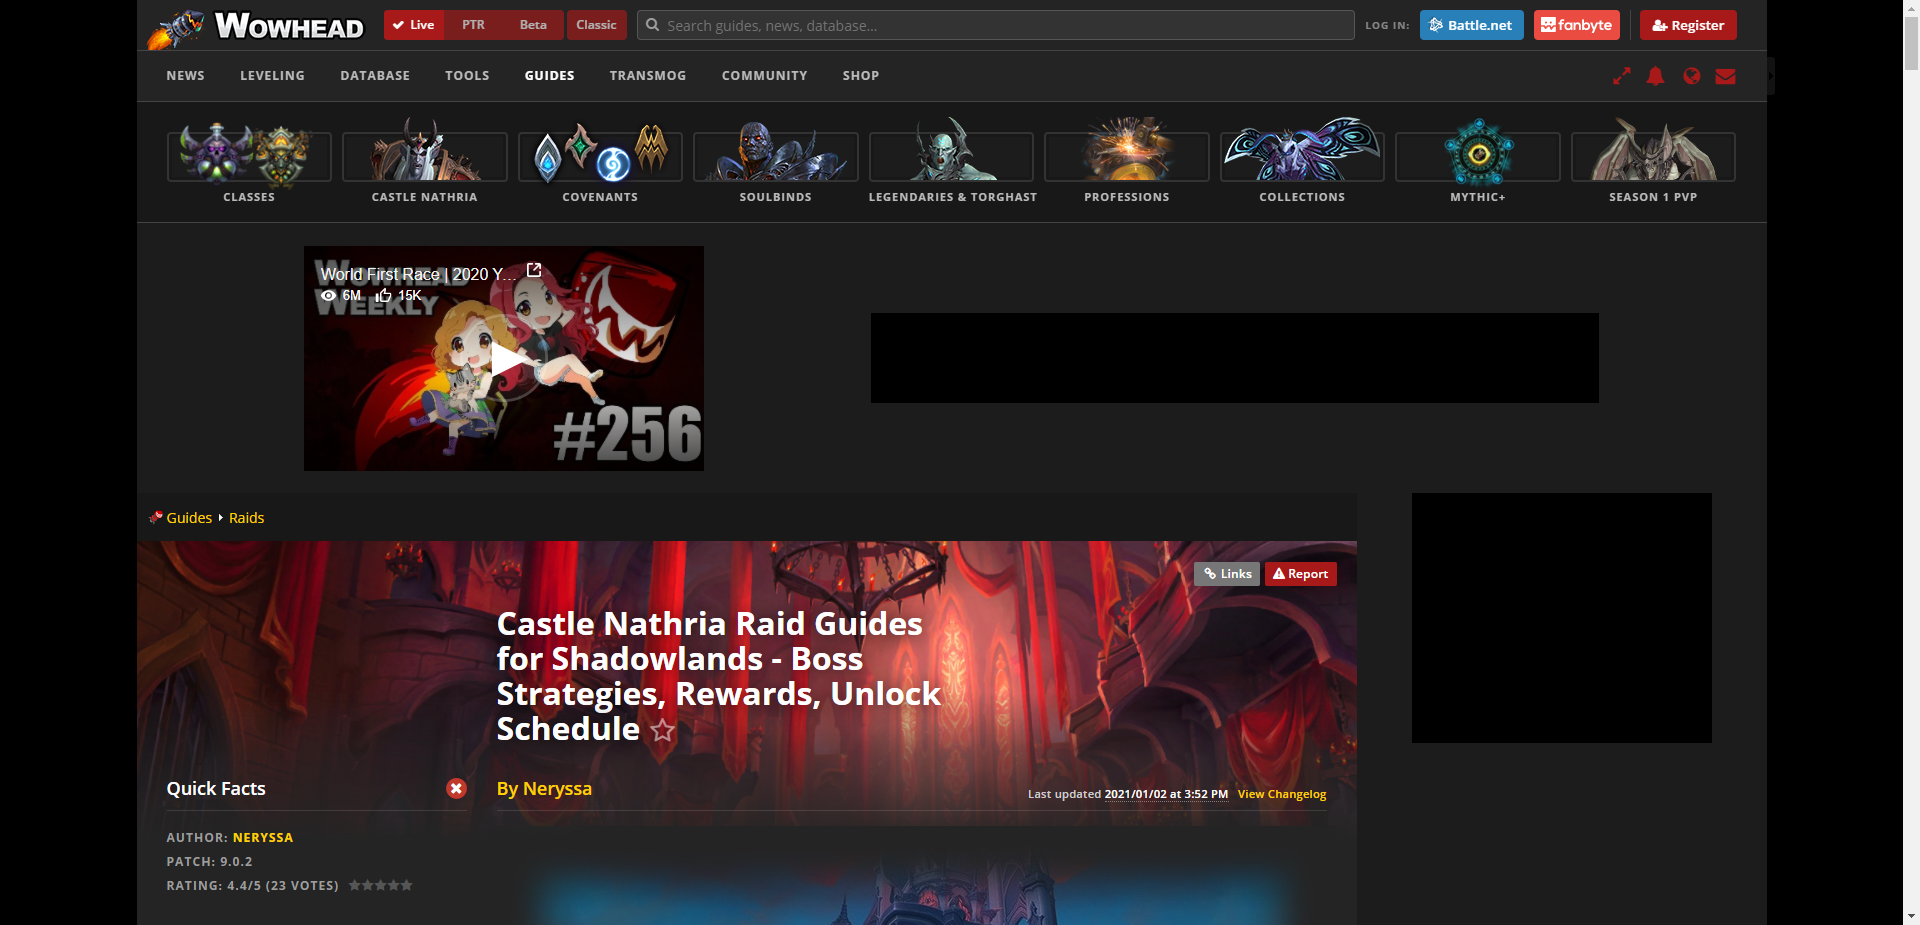 WOWHEAD
Live PTR Beta Classic
Search guides, news, database...
LOG IN: Battle.net fanbyte Register
NEWS LEVELING DATABASE TOOLS GUIDES TRANSMOG COMMUNITY SHOP
CLASSES CASTLE NATHRIA COVENANTS SOULBINDS LEGENDARIES & TORGHAST PROFESSIONS COLLECTIONS MYTHIC+ SEASON 1 PVP
World First Race | 2020 Y...
6M 15K
WOWHEAD
WEEKLY
#256
Guides Raids
Links Report
Castle Nathria Raid Guides
for Shadowlands - Boss
Strategies, Rewards, Unlock
Schedule
Quick Facts
By Neryssa
Last updated 2021/01/02 at 3:52 PM View Changelog
AUTHOR: NERYSSA
PATCH: 9.0.2
RATING: 4.4/5 (23 VOTES)